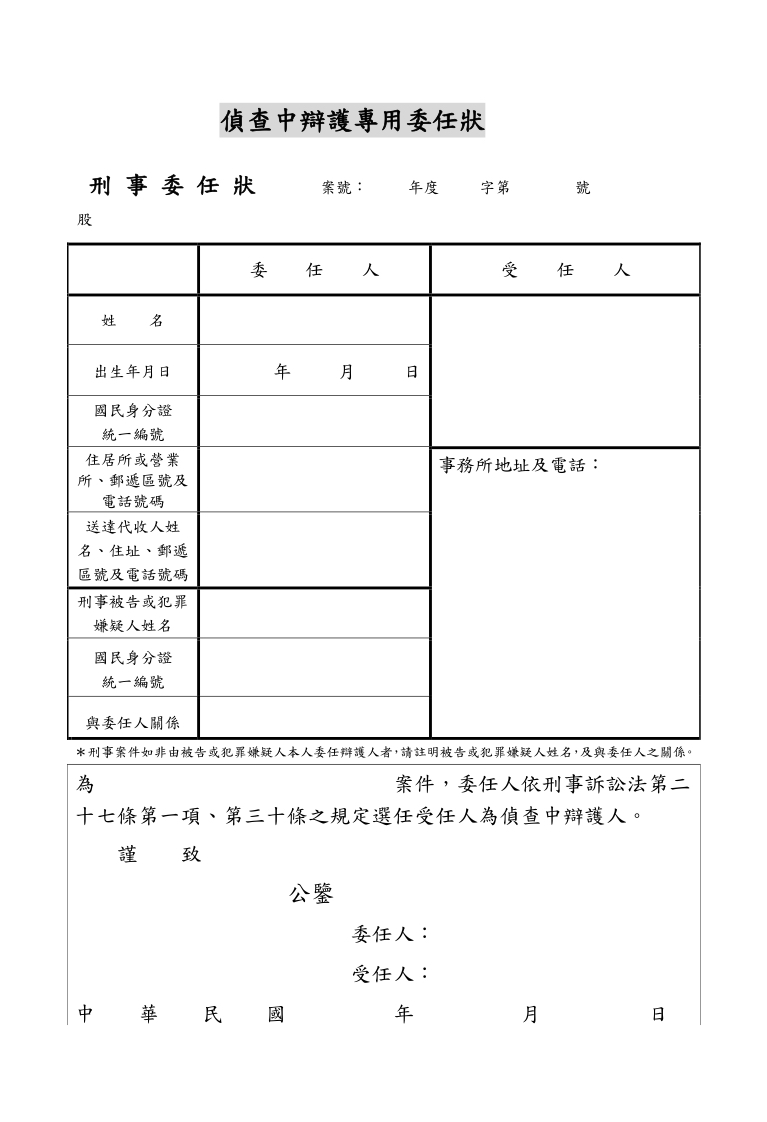 偵查中辯護專用委任狀
刑 事 委 任 狀 案號： 年度 字第 號
股
委 任 人 受 任 人
姓 名
出生年月日 年 月 日
國民身分證
統一編號
住居所或營業
所、郵遞區號及
電話號碼
事務所地址及電話：
送達代收人姓
名、住址、郵遞
區號及電話號碼
刑事被告或犯罪
嫌疑人姓名
國民身分證
統一編號
與委任人關係
＊刑事案件如非由被告或犯罪嫌疑人本人委任辯護人者，請註明被告或犯罪嫌疑人姓名，及與委任人之關係。
為 案件，委任人依刑事訴訟法第二
十七條第一項、第三十條之規定選任受任人為偵查中辯護人。
謹 致
公鑒
委任人：
受任人：
中 華 民 國 年 月 日